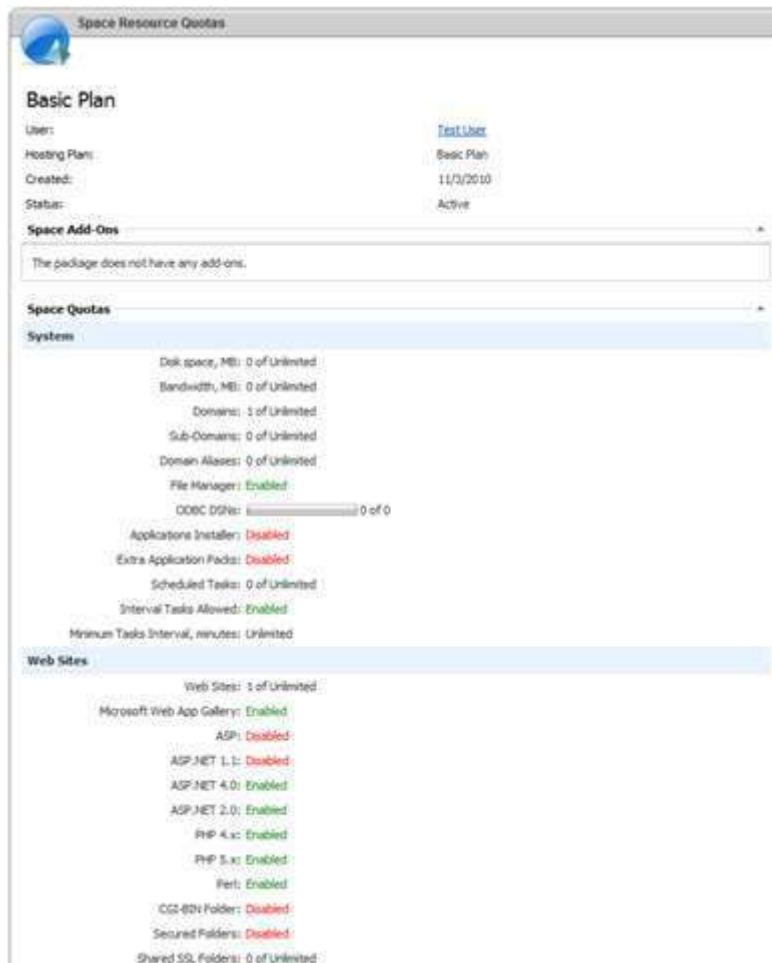 Space Resource Quotas
Basic Plan
User: Test User
Hosting Plan: Basic Plan
Created: 11/3/2010
Status: Active
Space Add-Ons
The package does not have any add-ons.
Space Quotas
System
Disk space, MB: 0 of Unlimited
Bandwidth, MB: 0 of Unlimited
Domains: 1 of Unlimited
Sub-Domains: 0 of Unlimited
Domain Aliases: 0 of Unlimited
File Manager: Enabled
ODBC DSNs: 0 of 0
Applications Installer: Disabled
Extra Application Packs: Disabled
Scheduled Tasks: 0 of Unlimited
Interval Tasks Allowed: Enabled
Minimum Tasks Interval, minutes: Unlimited
Web Sites
Web Sites: 1 of Unlimited
Microsoft Web App Gallery: Enabled
ASP: Disabled
ASP.NET 1.1: Disabled
ASP.NET 4.0: Enabled
ASP.NET 2.0: Enabled
PHP 4.x: Enabled
PHP 5.x: Enabled
Perl: Enabled
CGI-BIN Folder: Disabled
Secured Folders: Disabled
Shared SSL Folders: 0 of Unlimited